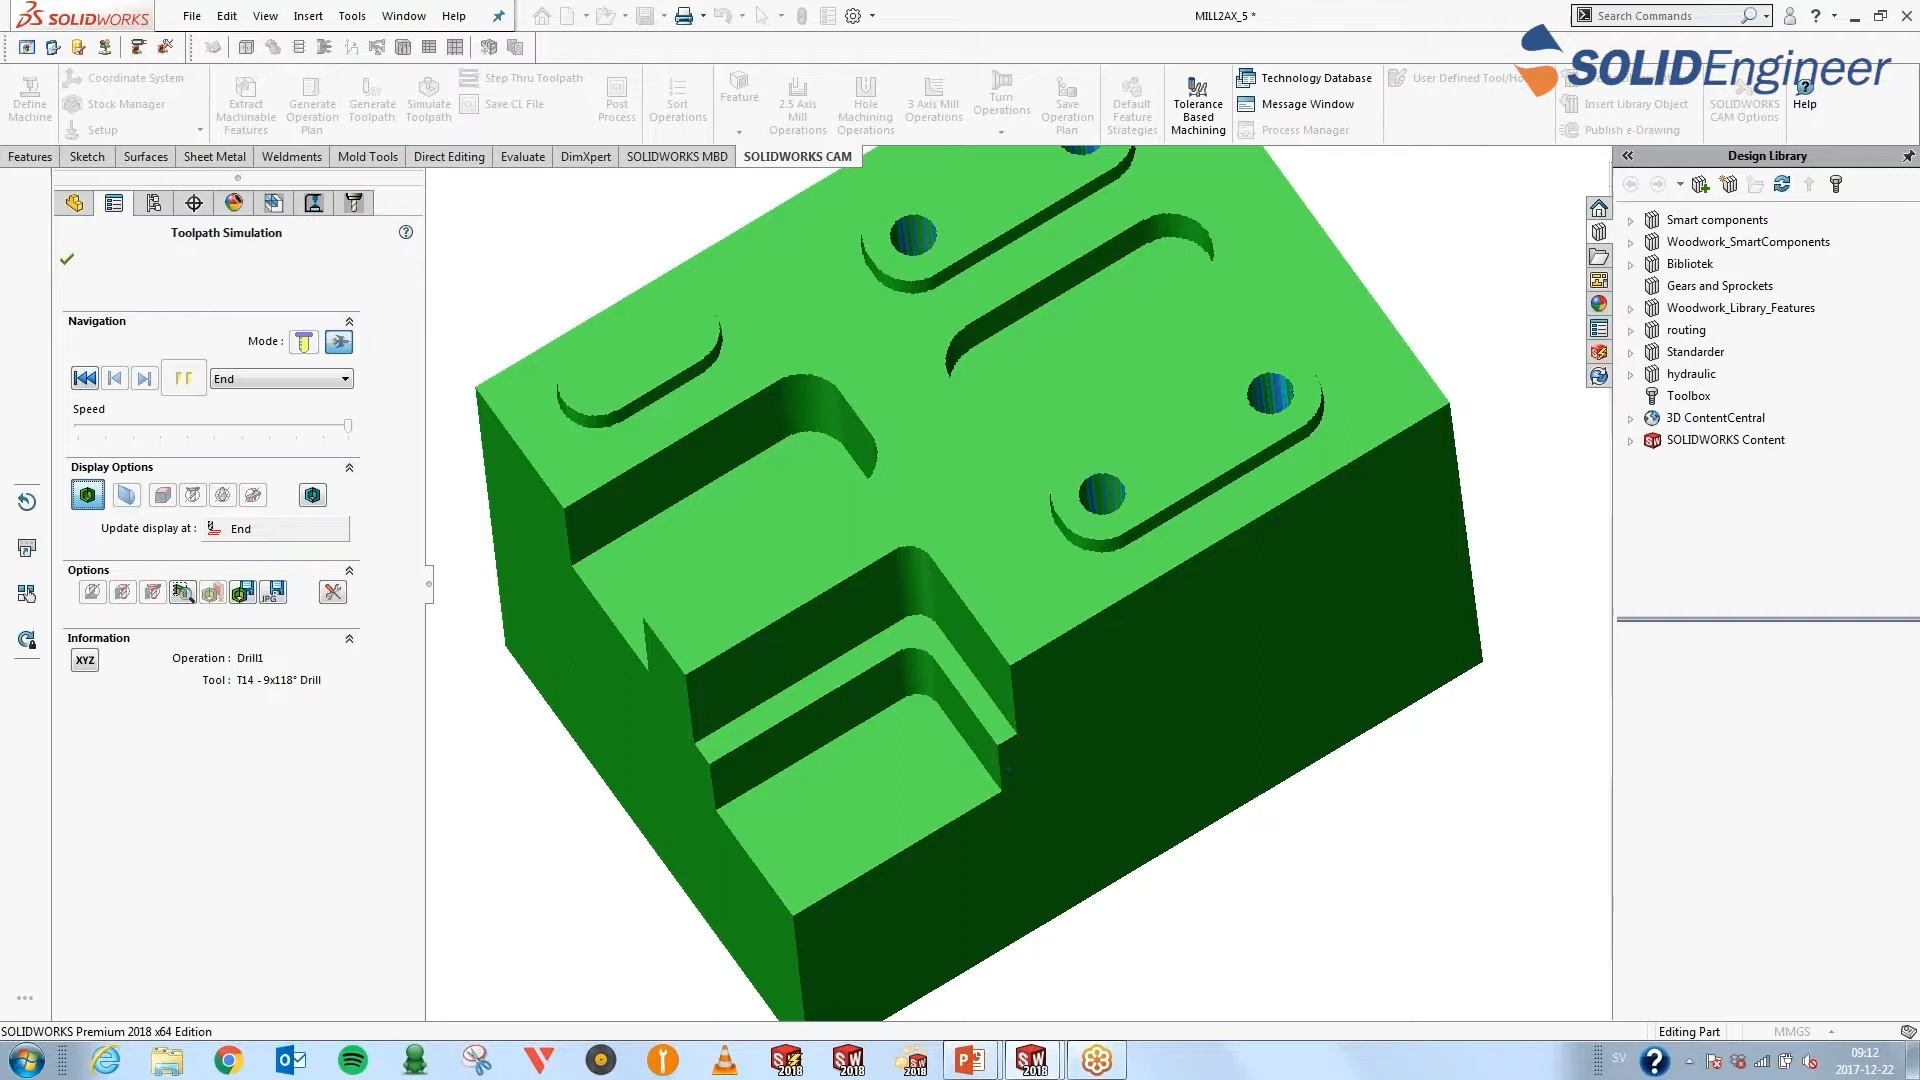 SOLIDWORKS
File Edit View Insert Tools Window Help
MILL2AX_5 *
Search Commands
SOLIDEngineer
Define Machine
Coordinate System
Stock Manager
Setup
Extract Machinable Features
Generate Operation Plan
Generate Toolpath
Simulate Toolpath
Step Thru Toolpath
Save CL File
Post Process
Sort Operations
Feature
2.5 Axis Mill Operations
Hole Machining Operations
3 Axis Mill Operations
Turn Operations
Save Operation Plan
Default Feature Strategies
Tolerance Based Machining
Technology Database
Message Window
Process Manager
User Defined Tool/Ho
Insert Library Object
Publish e-Drawing
SOLIDWORKS CAM Options
Help
Features Sketch Surfaces Sheet Metal Weldments Mold Tools Direct Editing Evaluate DimXpert SOLIDWORKS MBD SOLIDWORKS CAM
Toolpath Simulation
Navigation
Mode :
End
Speed
Display Options
Update display at : End
Options
JPG
Information
XYZ
Operation : Drill1
Tool : T14 - 9x118° Drill
Design Library
Smart components
Woodwork_SmartComponents
Bibliotek
Gears and Sprockets
Woodwork_Library_Features
routing
Standarder
hydraulic
Toolbox
3D ContentCentral
SOLIDWORKS Content
SOLIDWORKS Premium 2018 x64 Edition
Editing Part
MMGS
SV
09:12
2017-12-22